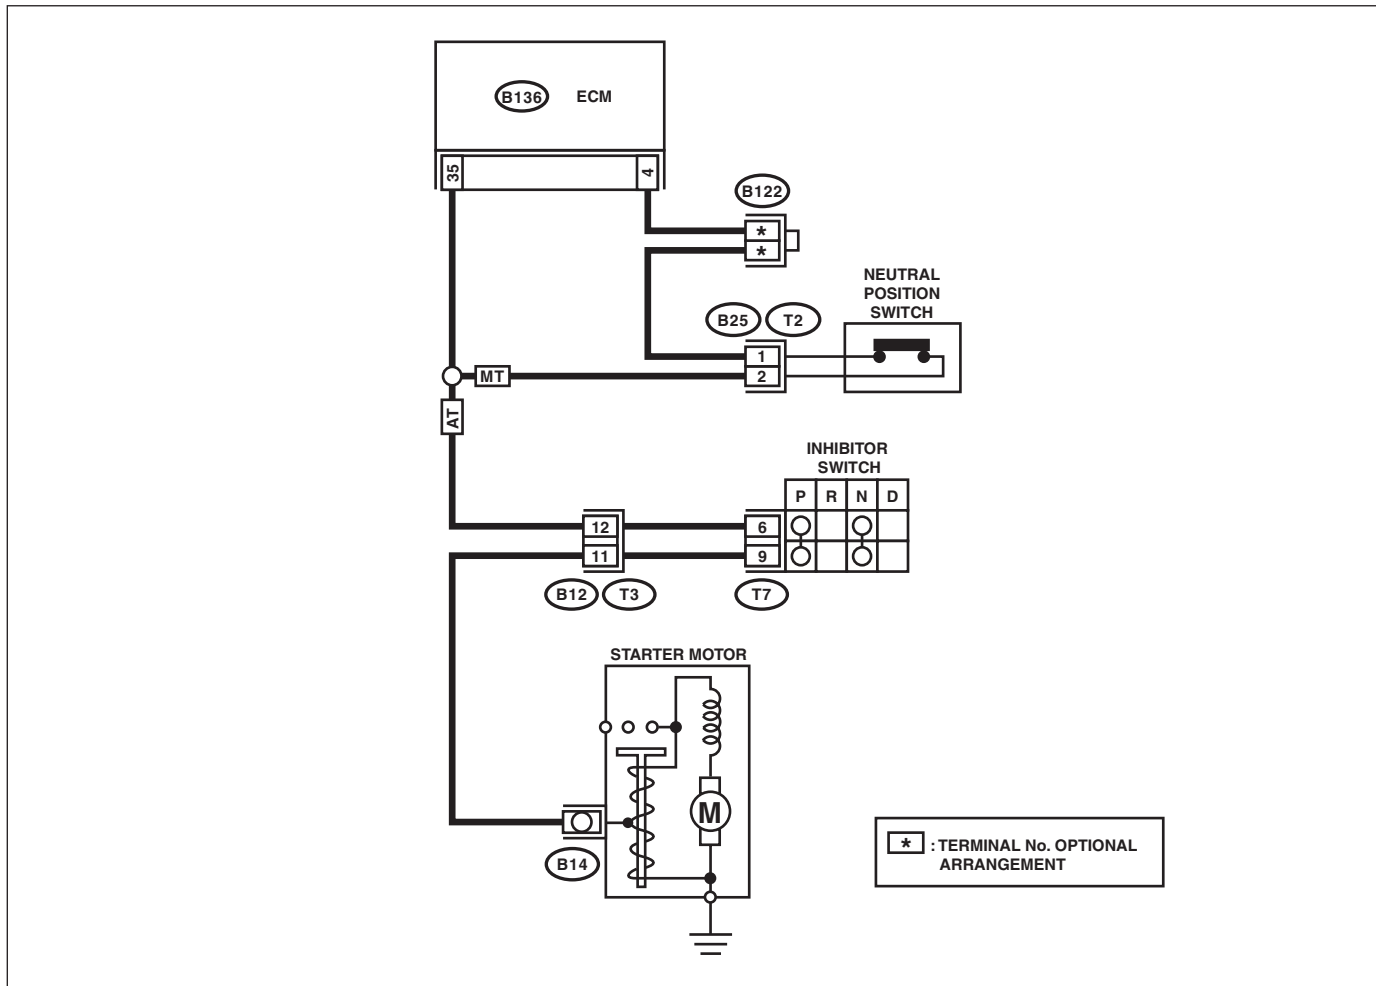 B136 ECM
35 4
B122
*
*
NEUTRAL
POSITION
SWITCH
B25 T2
1
2
MT
AT
INHIBITOR
SWITCH
P R N D
12 6
11 9
B12 T3 T7
STARTER MOTOR
M
B14
* : TERMINAL No. OPTIONAL
ARRANGEMENT